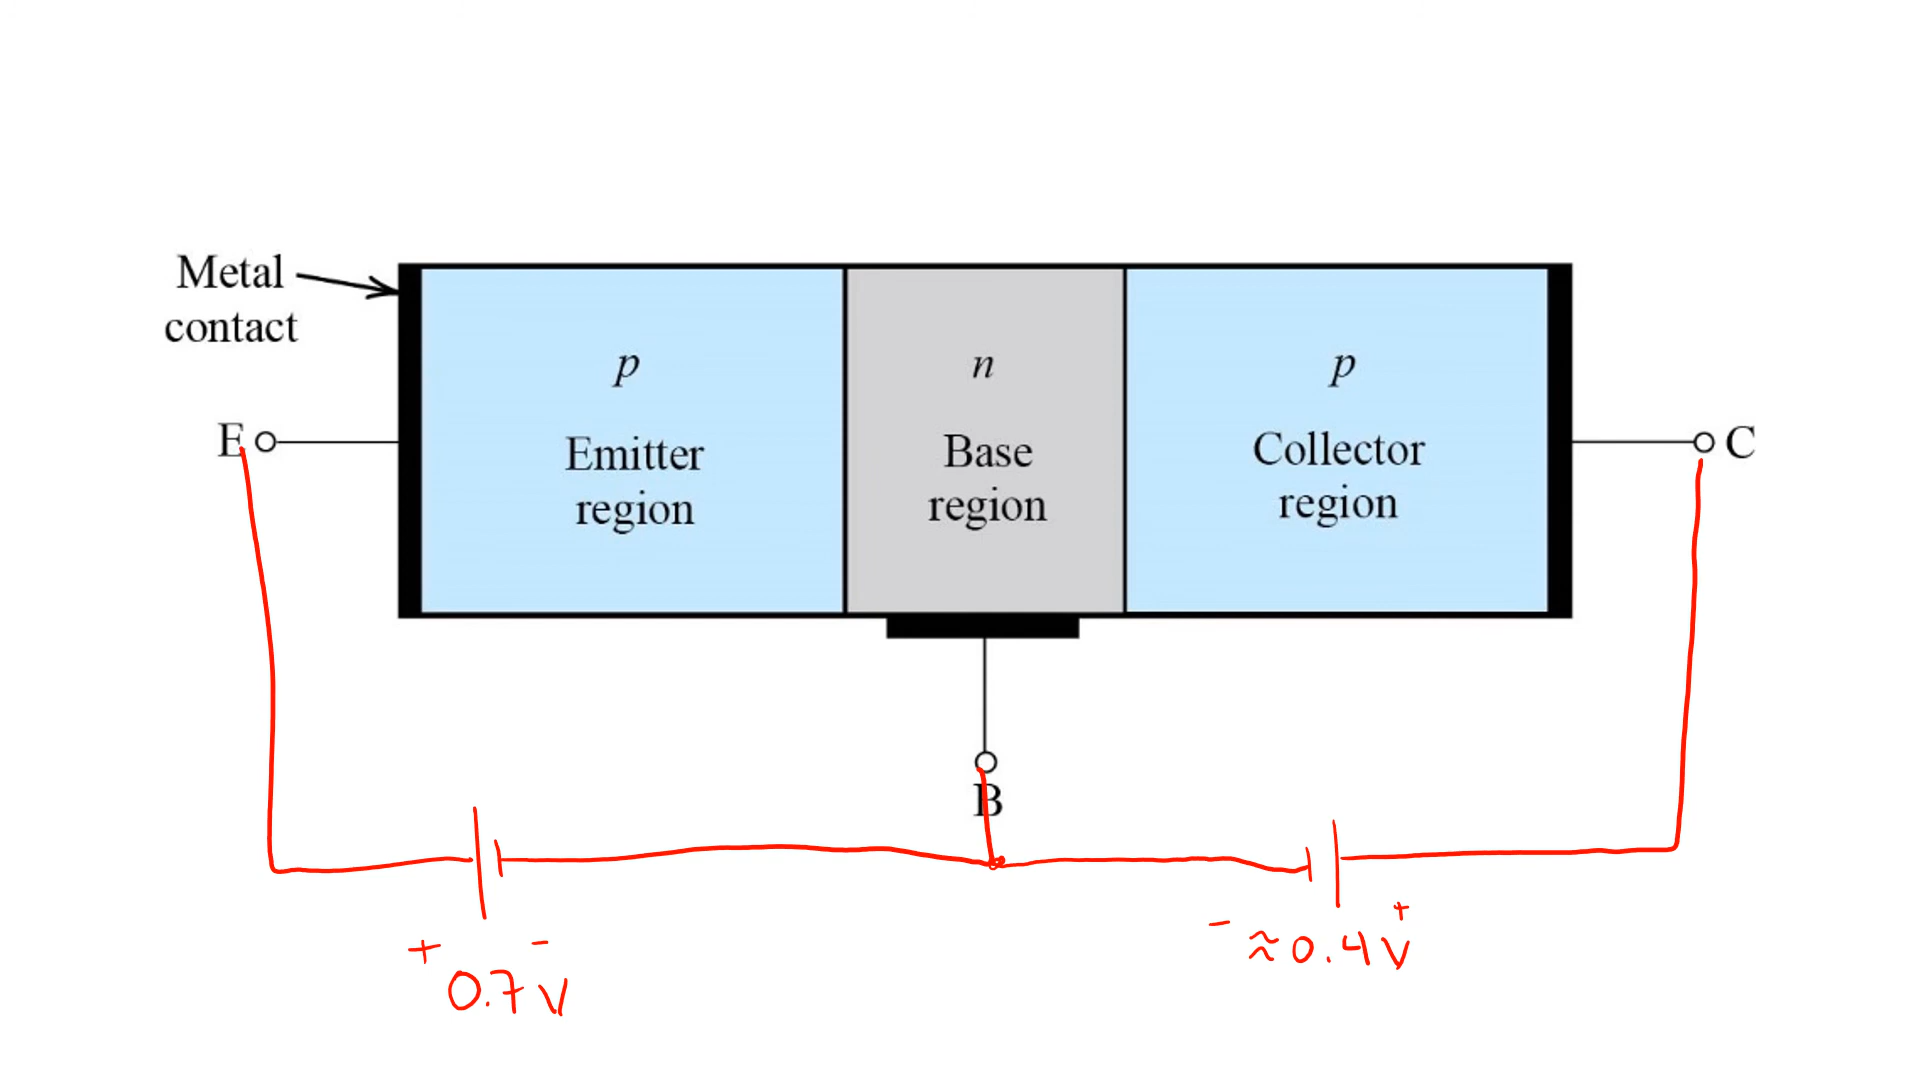 Metal
contact
p
n
p
E
Emitter
region
Base
region
Collector
region
C
B
+ -
0.7V
- +
≈0.4V